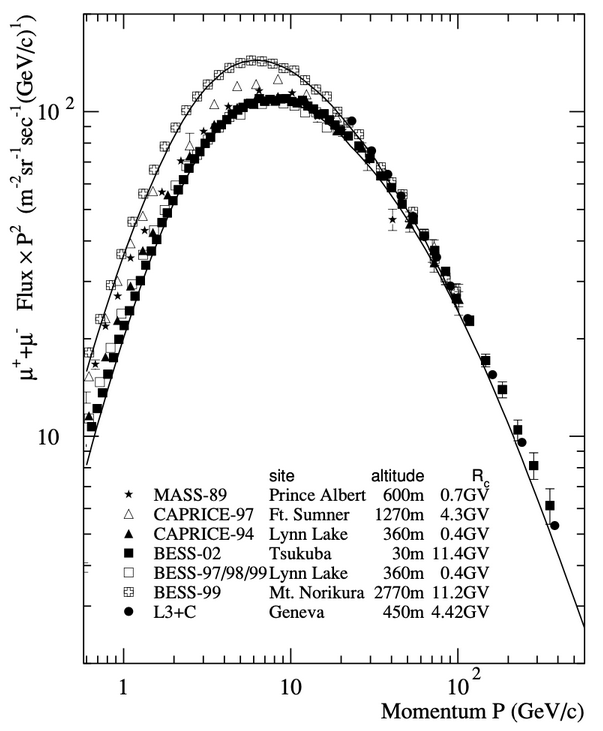 μ⁺+μ⁻ Flux × P² (m⁻²sr⁻¹sec⁻¹(GeV/c)¹)
10²
10
site altitude R_c
★ MASS-89 Prince Albert 600m 0.7GV
△ CAPRICE-97 Ft. Sumner 1270m 4.3GV
▲ CAPRICE-94 Lynn Lake 360m 0.4GV
■ BESS-02 Tsukuba 30m 11.4GV
□ BESS-97/98/99 Lynn Lake 360m 0.4GV
⊞ BESS-99 Mt. Norikura 2770m 11.2GV
● L3+C Geneva 450m 4.42GV
1 10 10²
Momentum P (GeV/c)